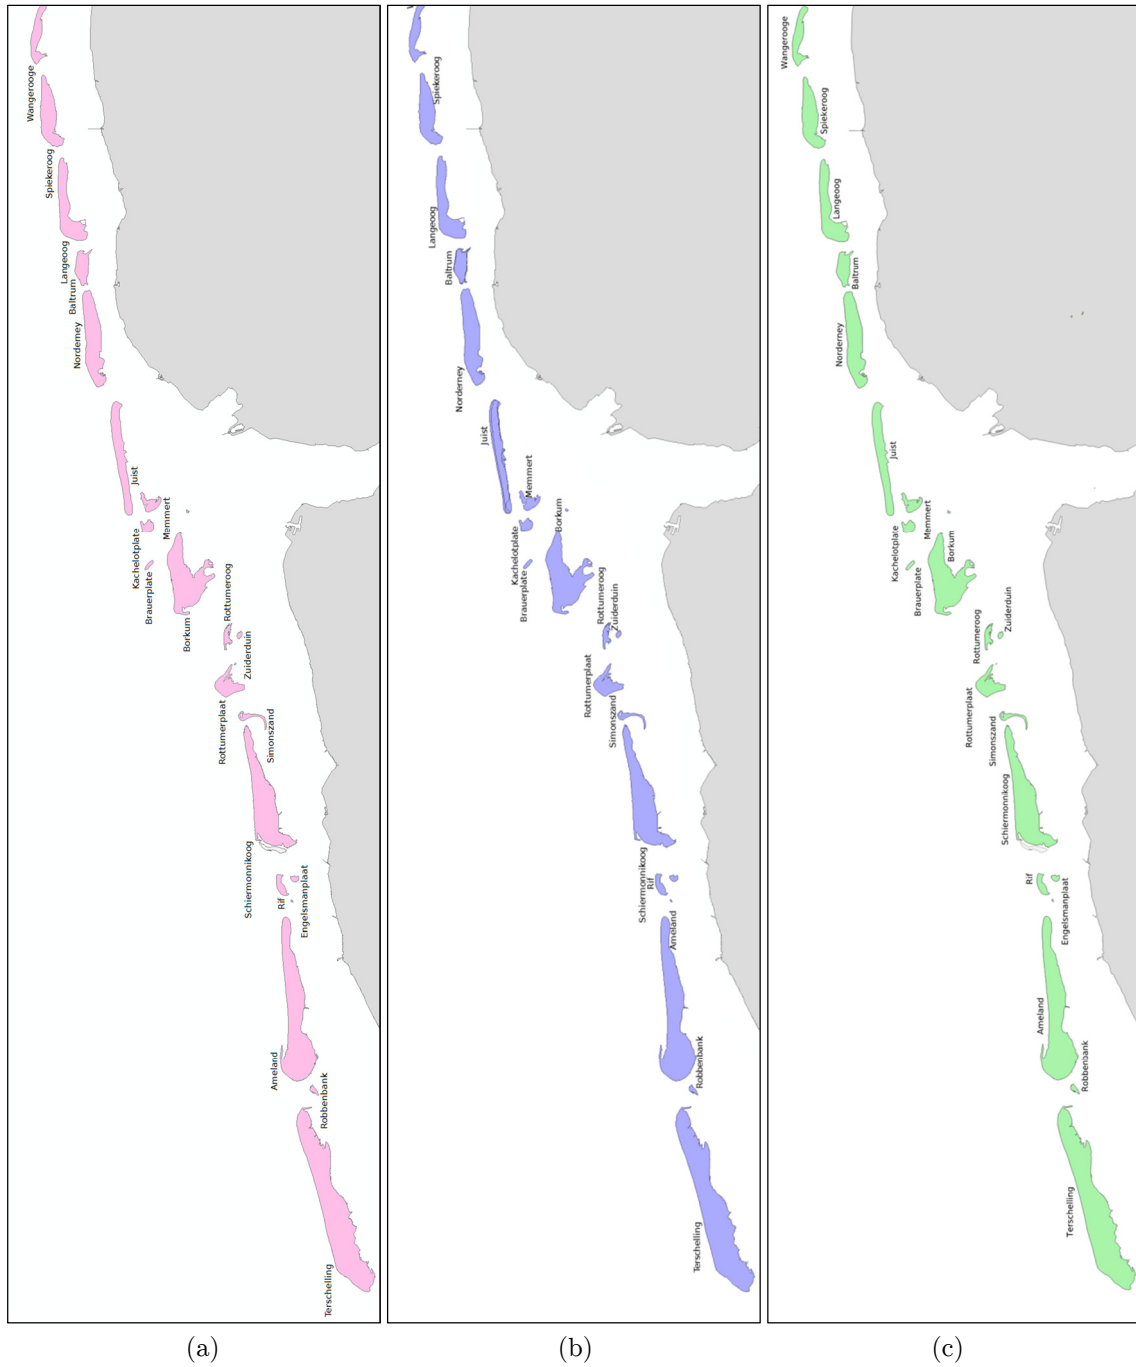 Wangerooge
Spiekeroog
Langeoog
Baltrum
Norderney
Juist
Memmert
Kachelotplate
Brauerplate
Borkum
Rottumeroog
Zuiderduin
Rottumerplaat
Simonszand
Schiermonnikoog
Rif
Engelsmanplaat
Ameland
Robbenbank
Terschelling
(a)
Spiekeroog
Langeoog
Baltrum
Norderney
Juist
Memmert
Kachelotplate
Borkum
Brauerplate
Rottumeroog
Zuiderduin
Rottumerplaat
Simonszand
Schiermonnikoog
Rif
Ameland
Robbenbank
Terschelling
(b)
Wangerooge
Spiekeroog
Langeoog
Baltrum
Norderney
Juist
Memmert
Kachelotplate
Borkum
Brauerplate
Rottumeroog
Zuiderduin
Rottumerplaat
Simonszand
Schiermonnikoog
Rif
Engelsmanplaat
Ameland
Robbenbank
Terschelling
(c)